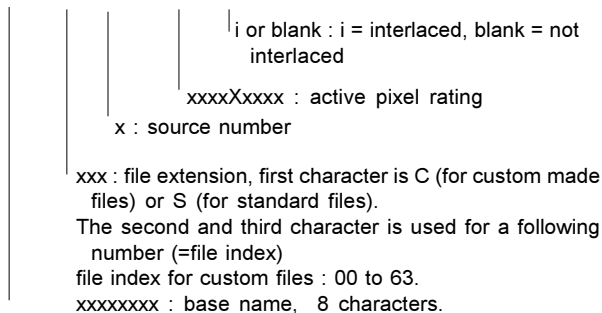 i or blank : i = interlaced, blank = not
interlaced
xxxxXxxxx : active pixel rating
x : source number
xxx : file extension, first character is C (for custom made
files) or S (for standard files).
The second and third character is used for a following
number (=file index)
file index for custom files : 00 to 63.
xxxxxxxx : base name, 8 characters.